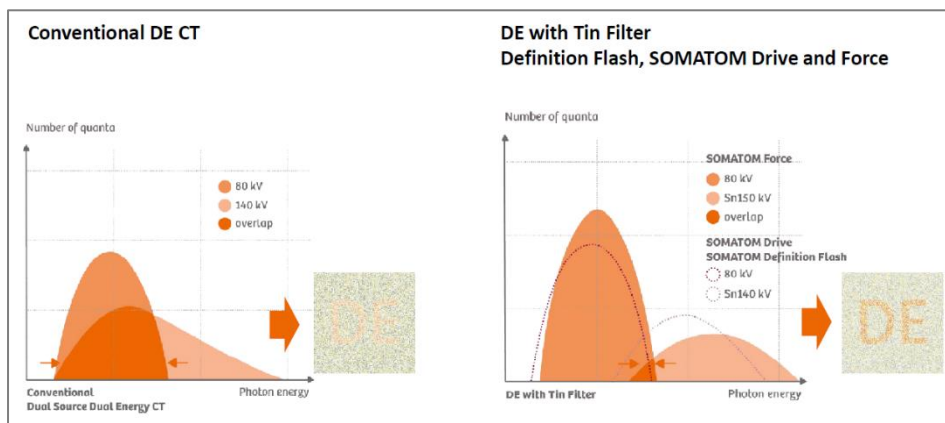 Conventional DE CT
Number of quanta
80 kV
140 kV
overlap
DE
Conventional
Dual Source Dual Energy CT
Photon energy
DE with Tin Filter
Definition Flash, SOMATOM Drive and Force
Number of quanta
SOMATOM Force
80 kV
Sn150 kV
overlap
SOMATOM Drive
SOMATOM Definition Flash
80 kV
Sn140 kV
DE
DE with Tin Filter
Photon energy